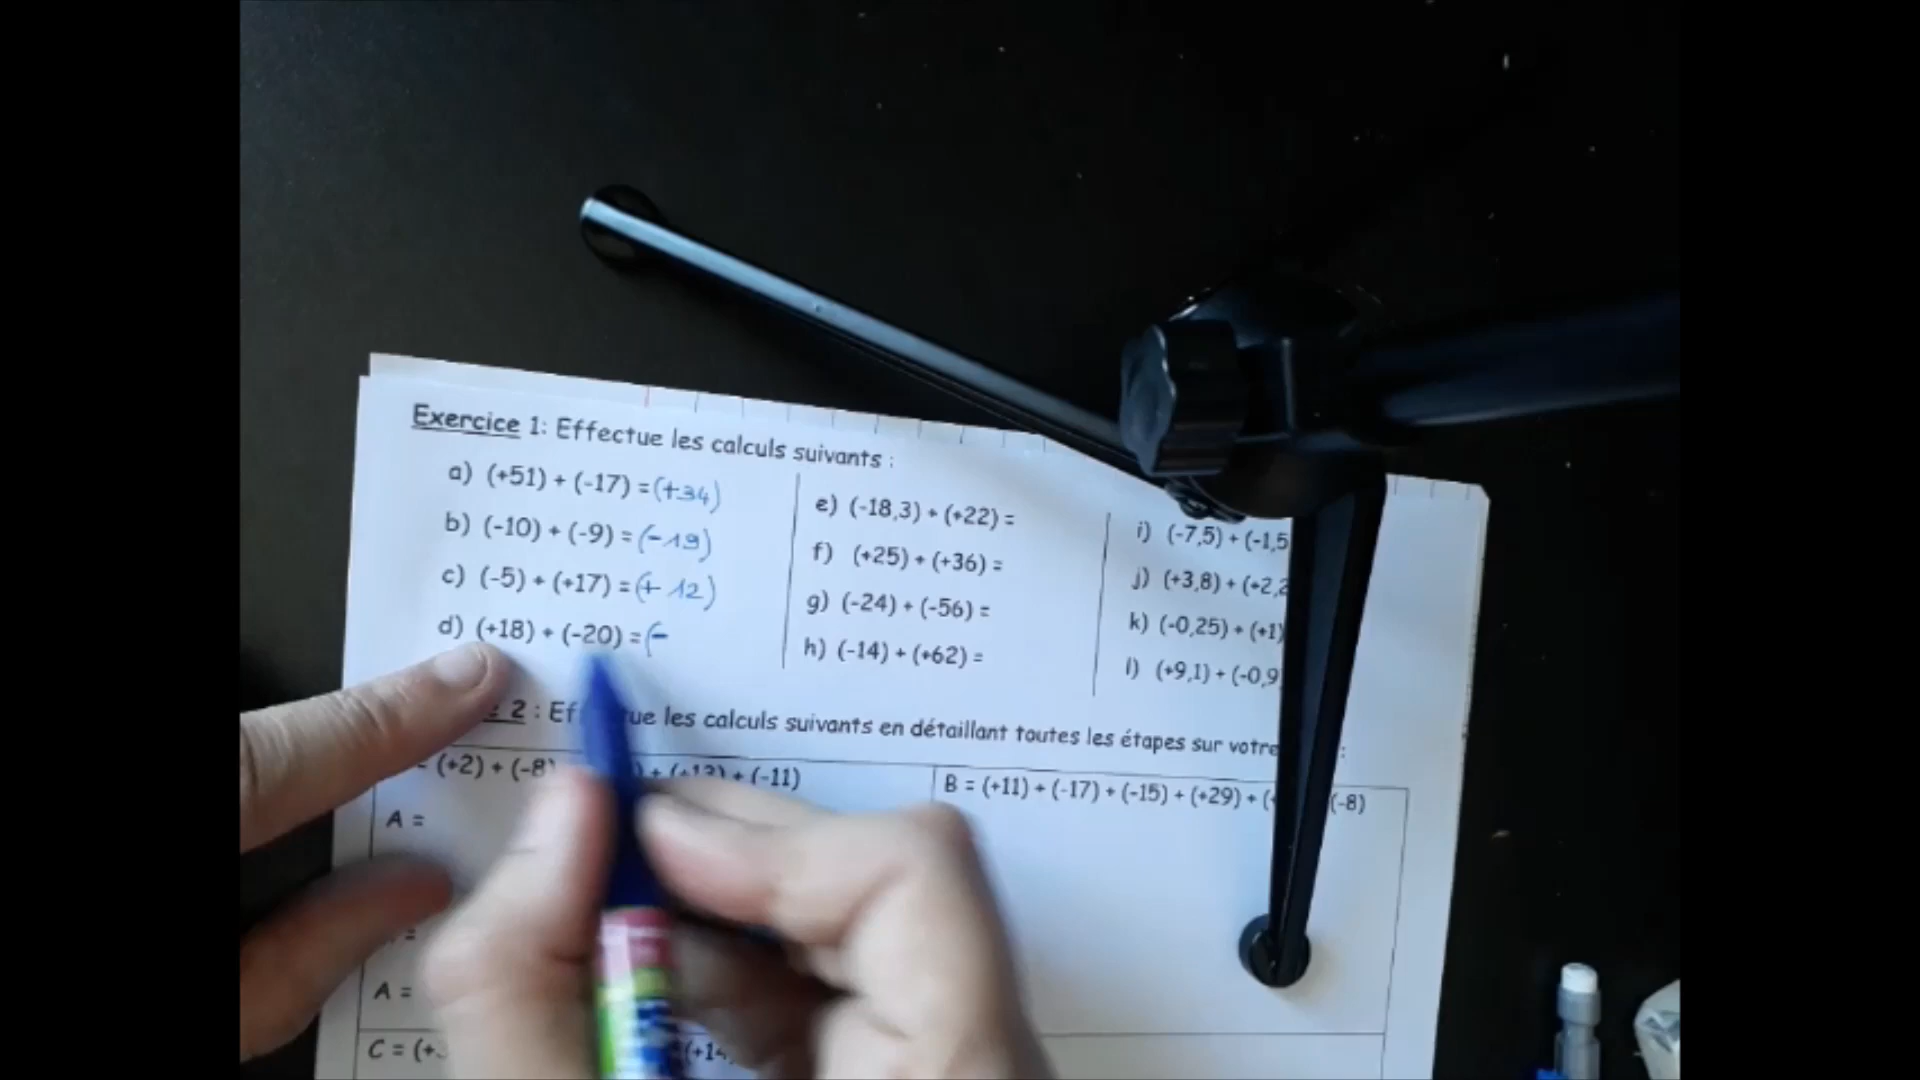 Exercice 1: Effectue les calculs suivants :
a) (+51) + (-17) = (+34)
b) (-10) + (-9) = (-19)
c) (-5) + (+17) = (+ 12)
d) (+18) + (-20) = (-
e) (-18,3) + (+22) =
f) (+25) + (+36) =
g) (-24) + (-56) =
h) (-14) + (+62) =
i) (-7,5) + (-1,5
j) (+3,8) + (+2,2
k) (-0,25) + (+1)
l) (+9,1) + (-0,9
2 : les calculs suivants en détaillant toutes les étapes sur votre :
= (+2) + (-8) + (+13) + (-11)
A =
A =
B = (+11) + (-17) + (-15) + (+29) + ( (-8)
C = (+ (+14